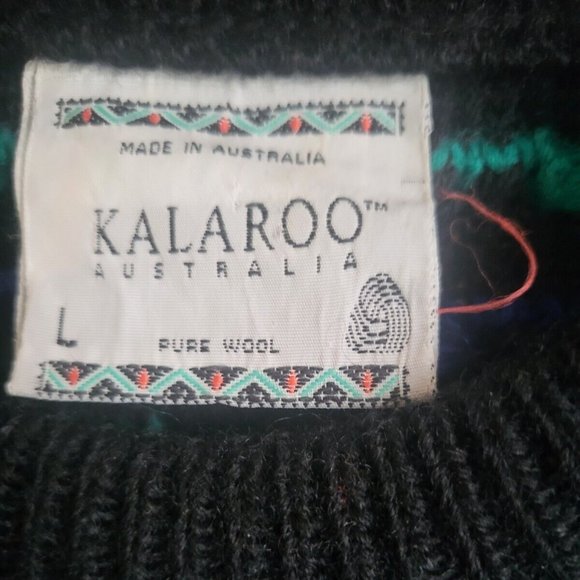 MADE IN AUSTRALIA
KALAROO™
AUSTRALIA
L
PURE WOOL